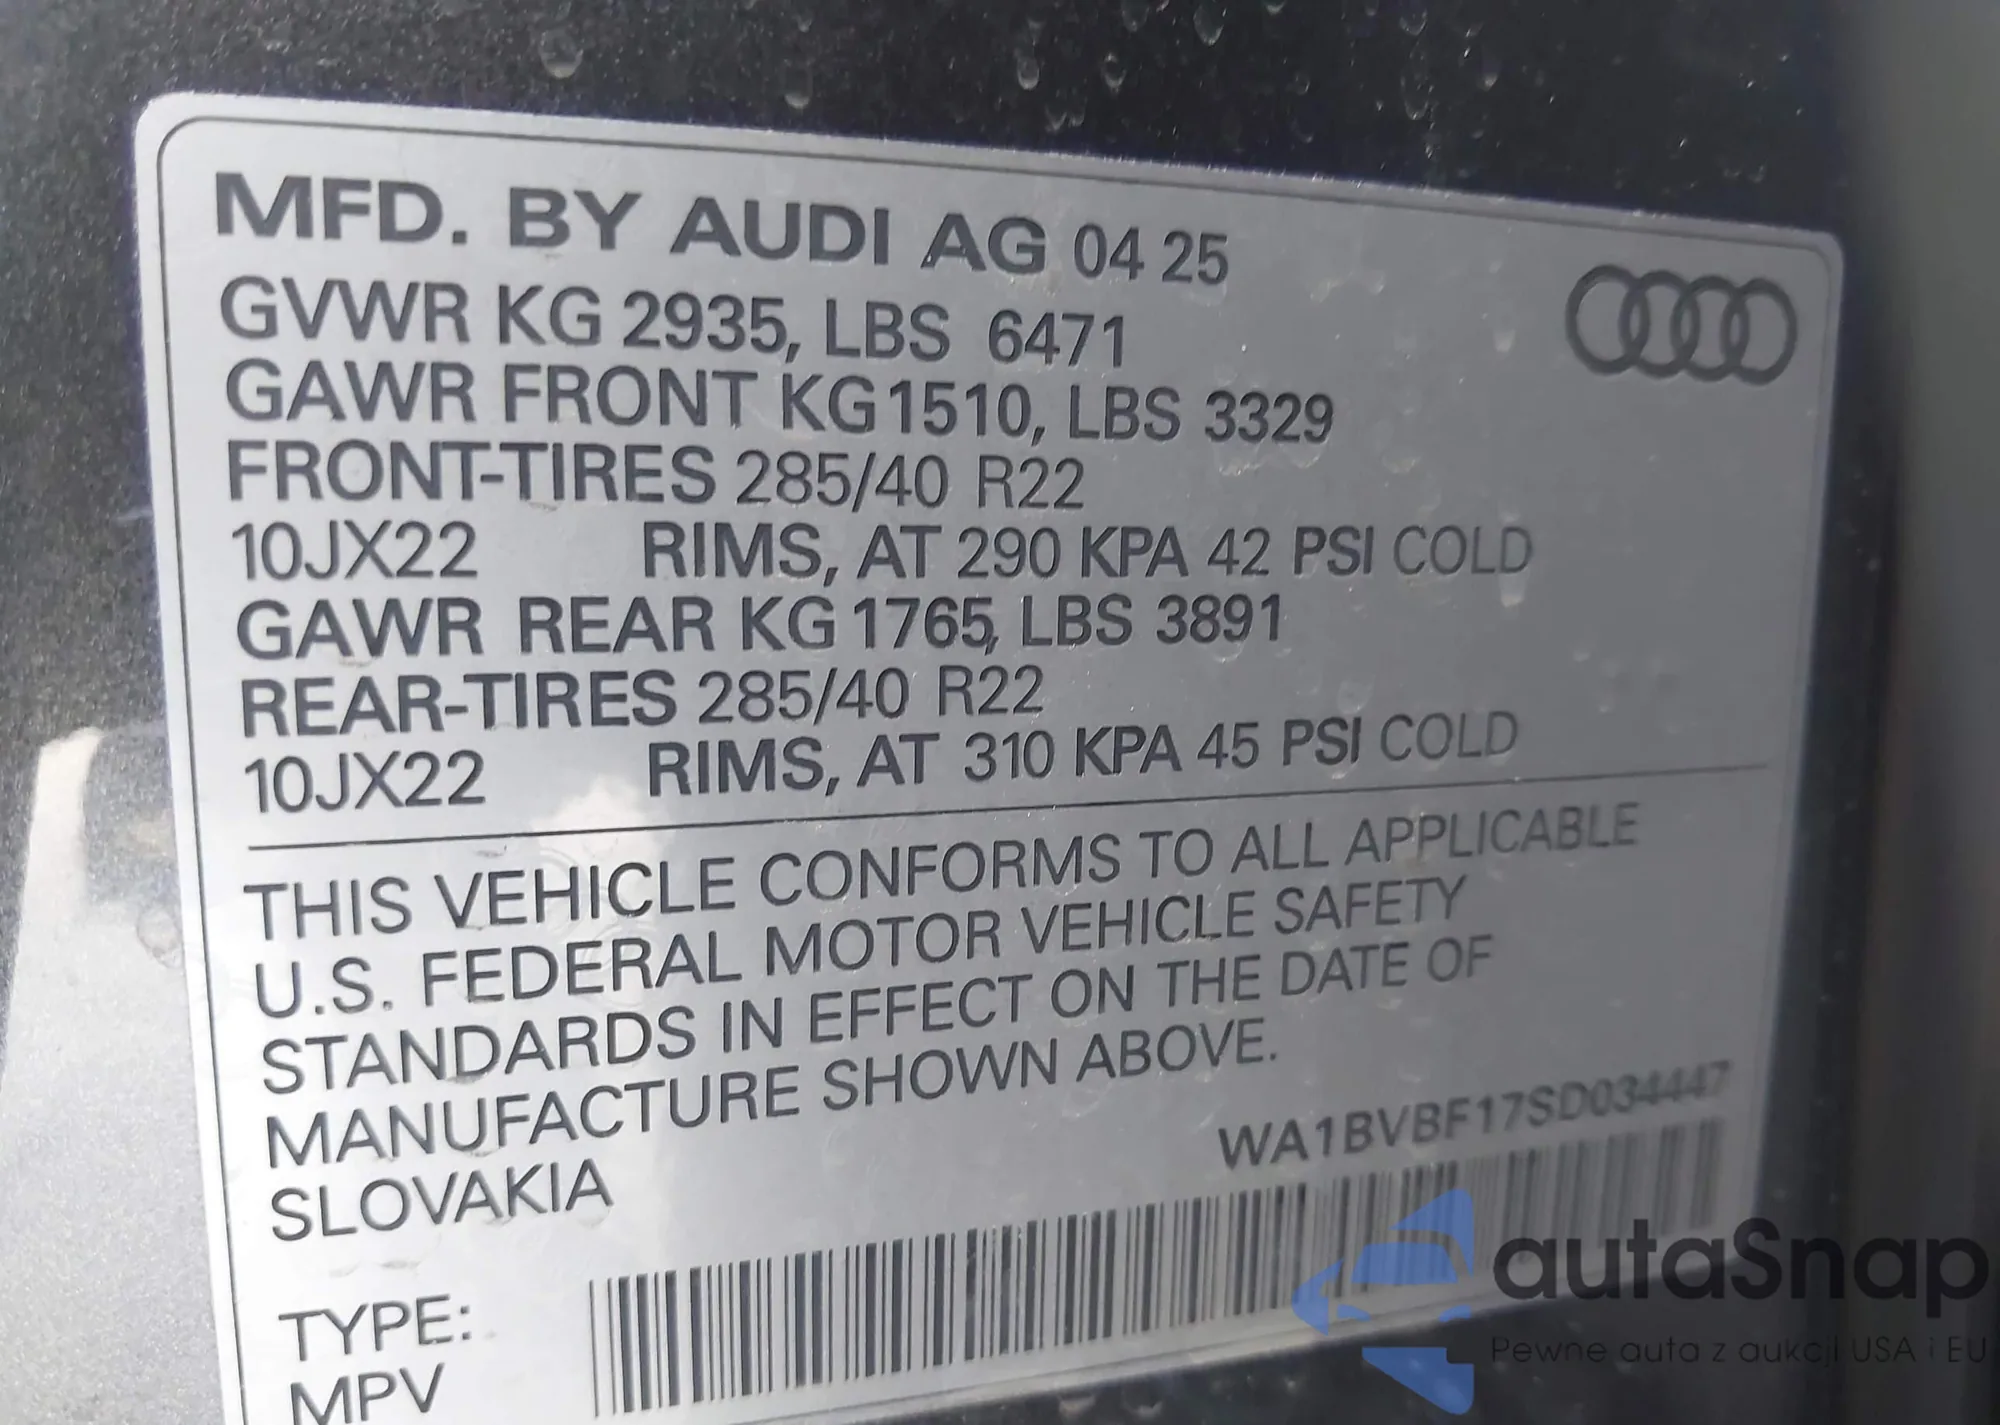 MFD. BY AUDI AG 04 25
GVWR KG 2935, LBS 6471
GAWR FRONT KG 1510, LBS 3329
FRONT-TIRES 285/40 R22
10JX22 RIMS, AT 290 KPA 42 PSI COLD
GAWR REAR KG 1765, LBS 3891
REAR-TIRES 285/40 R22
10JX22 RIMS, AT 310 KPA 45 PSI COLD
THIS VEHICLE CONFORMS TO ALL APPLICABLE
U.S. FEDERAL MOTOR VEHICLE SAFETY
STANDARDS IN EFFECT ON THE DATE OF
MANUFACTURE SHOWN ABOVE.
WA1BVBF17SD034447
SLOVAKIA
TYPE:
MPV
autaSnap
Pewne auta z aukcji USA i EU